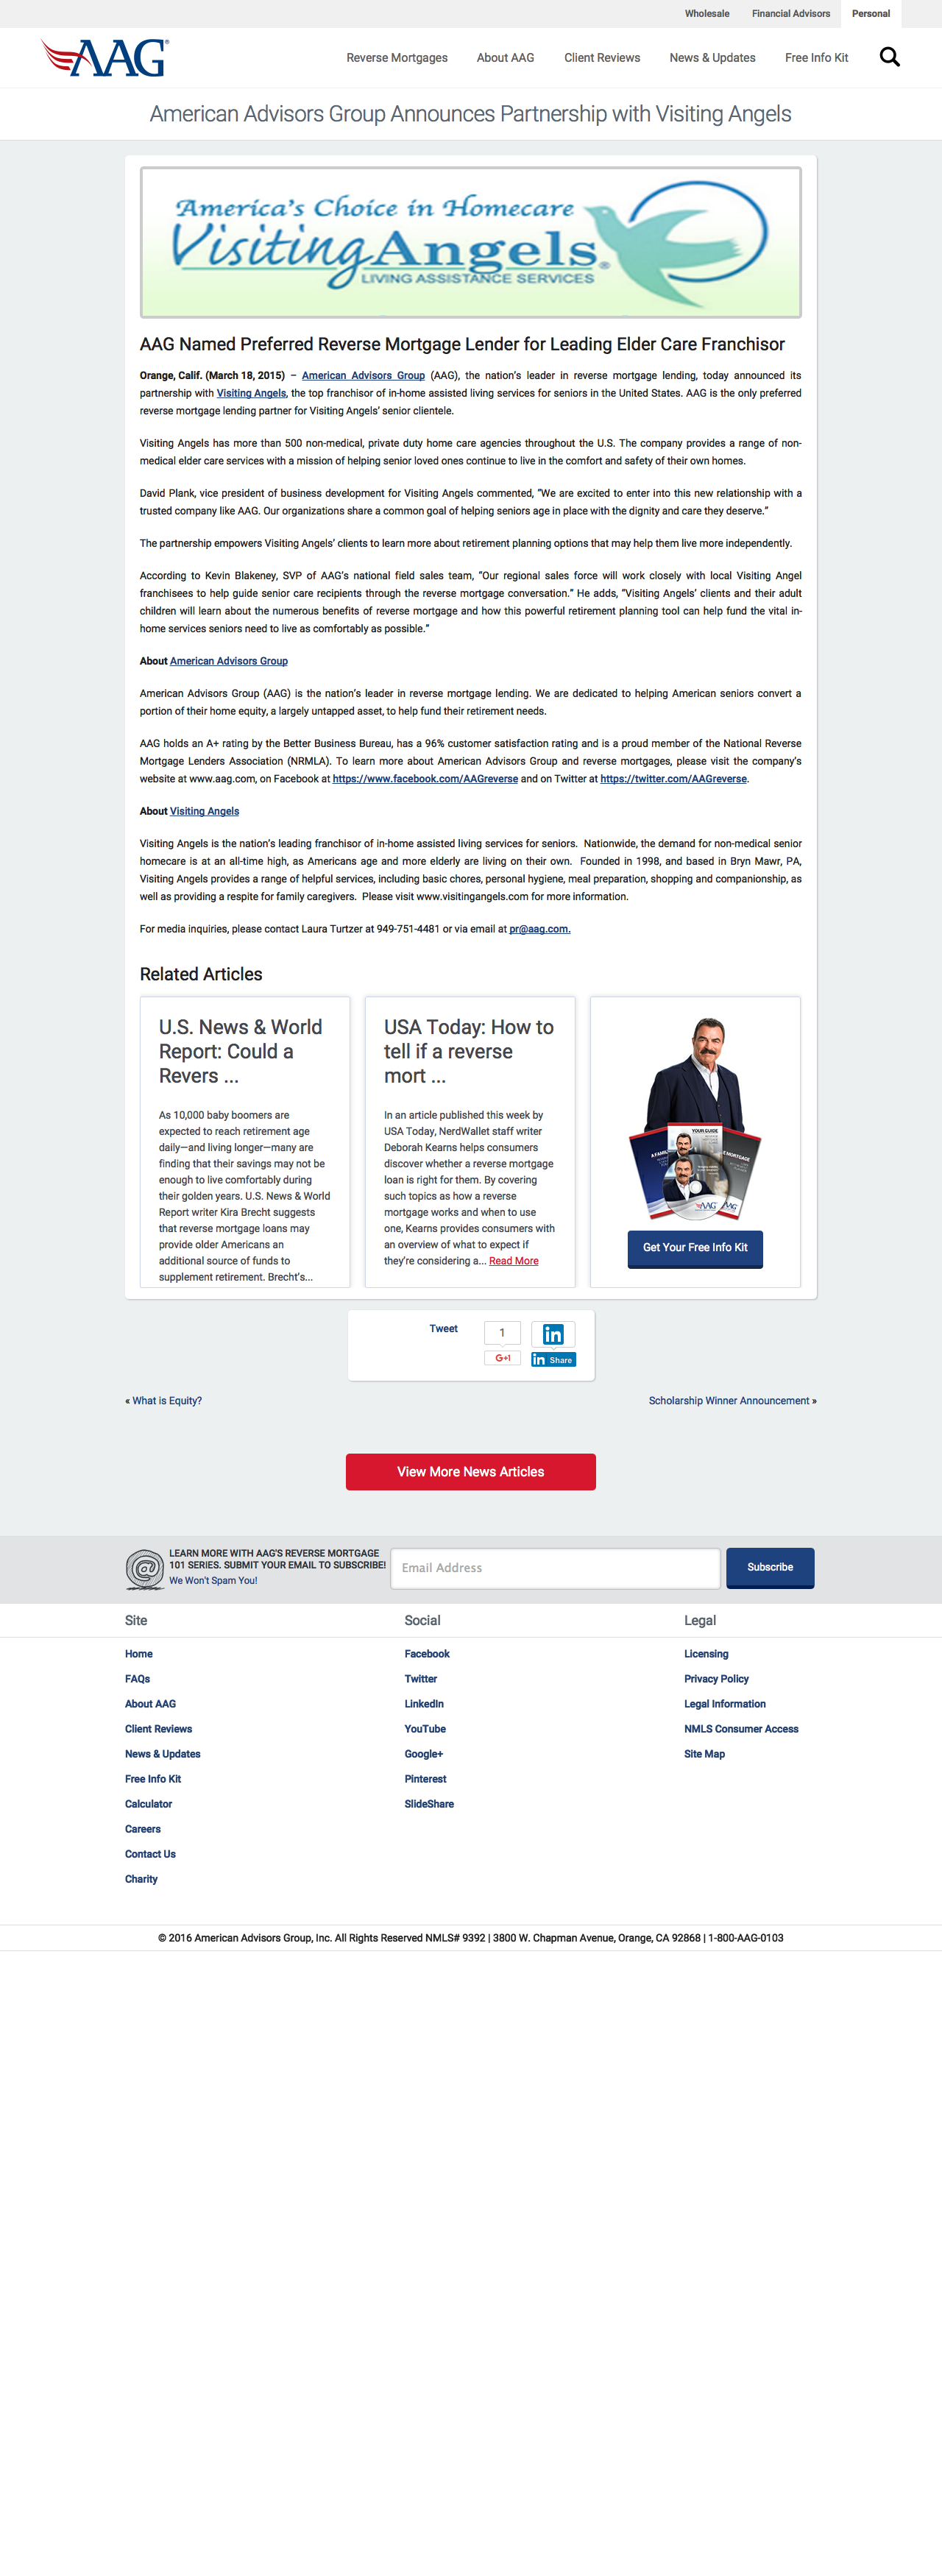 Wholesale Financial Advisors Personal
AAG®
Reverse Mortgages About AAG Client Reviews News & Updates Free Info Kit
American Advisors Group Announces Partnership with Visiting Angels
America's Choice in Homecare
Visiting Angels®
LIVING ASSISTANCE SERVICES
AAG Named Preferred Reverse Mortgage Lender for Leading Elder Care Franchisor
Orange, Calif. (March 18, 2015) – American Advisors Group (AAG), the nation’s leader in reverse mortgage lending, today announced its
partnership with Visiting Angels, the top franchisor of in-home assisted living services for seniors in the United States. AAG is the only preferred
reverse mortgage lending partner for Visiting Angels’ senior clientele.
Visiting Angels has more than 500 non-medical, private duty home care agencies throughout the U.S. The company provides a range of non-
medical elder care services with a mission of helping senior loved ones continue to live in the comfort and safety of their own homes.
David Plank, vice president of business development for Visiting Angels commented, “We are excited to enter into this new relationship with a
trusted company like AAG. Our organizations share a common goal of helping seniors age in place with the dignity and care they deserve.”
The partnership empowers Visiting Angels’ clients to learn more about retirement planning options that may help them live more independently.
According to Kevin Blakeney, SVP of AAG’s national field sales team, “Our regional sales force will work closely with local Visiting Angel
franchisees to help guide senior care recipients through the reverse mortgage conversation.” He adds, “Visiting Angels’ clients and their adult
children will learn about the numerous benefits of reverse mortgage and how this powerful retirement planning tool can help fund the vital in-
home services seniors need to live as comfortably as possible.”
About American Advisors Group
American Advisors Group (AAG) is the nation’s leader in reverse mortgage lending. We are dedicated to helping American seniors convert a
portion of their home equity, a largely untapped asset, to help fund their retirement needs.
AAG holds an A+ rating by the Better Business Bureau, has a 96% customer satisfaction rating and is a proud member of the National Reverse
Mortgage Lenders Association (NRMLA). To learn more about American Advisors Group and reverse mortgages, please visit the company’s
website at www.aag.com, on Facebook at https://www.facebook.com/AAGreverse and on Twitter at https://twitter.com/AAGreverse.
About Visiting Angels
Visiting Angels is the nation’s leading franchisor of in-home assisted living services for seniors. Nationwide, the demand for non-medical senior
homecare is at an all-time high, as Americans age and more elderly are living on their own. Founded in 1998, and based in Bryn Mawr, PA,
Visiting Angels provides a range of helpful services, including basic chores, personal hygiene, meal preparation, shopping and companionship, as
well as providing a respite for family caregivers. Please visit www.visitingangels.com for more information.
For media inquiries, please contact Laura Turtzer at 949-751-4481 or via email at pr@aag.com.
Related Articles
U.S. News & World
Report: Could a
Revers ...
As 10,000 baby boomers are
expected to reach retirement age
daily—and living longer—many are
finding that their savings may not be
enough to live comfortably during
their golden years. U.S. News & World
Report writer Kira Brecht suggests
that reverse mortgage loans may
provide older Americans an
additional source of funds to
supplement retirement. Brecht’s...
USA Today: How to
tell if a reverse
mort ...
In an article published this week by
USA Today, NerdWallet staff writer
Deborah Kearns helps consumers
discover whether a reverse mortgage
loan is right for them. By covering
such topics as how a reverse
mortgage works and when to use
one, Kearns provides consumers with
an overview of what to expect if
they’re considering a... Read More
YOUR GUIDE
AAG
AAG
Get Your Free Info Kit
Tweet
1
G+1
in
in Share
« What is Equity?
Scholarship Winner Announcement »
View More News Articles
@
LEARN MORE WITH AAG'S REVERSE MORTGAGE
101 SERIES. SUBMIT YOUR EMAIL TO SUBSCRIBE!
We Won't Spam You!
Email Address
Subscribe
Site
Home
FAQs
About AAG
Client Reviews
News & Updates
Free Info Kit
Calculator
Careers
Contact Us
Charity
Social
Facebook
Twitter
LinkedIn
YouTube
Google+
Pinterest
SlideShare
Legal
Licensing
Privacy Policy
Legal Information
NMLS Consumer Access
Site Map
© 2016 American Advisors Group, Inc. All Rights Reserved NMLS# 9392 | 3800 W. Chapman Avenue, Orange, CA 92868 | 1-800-AAG-0103